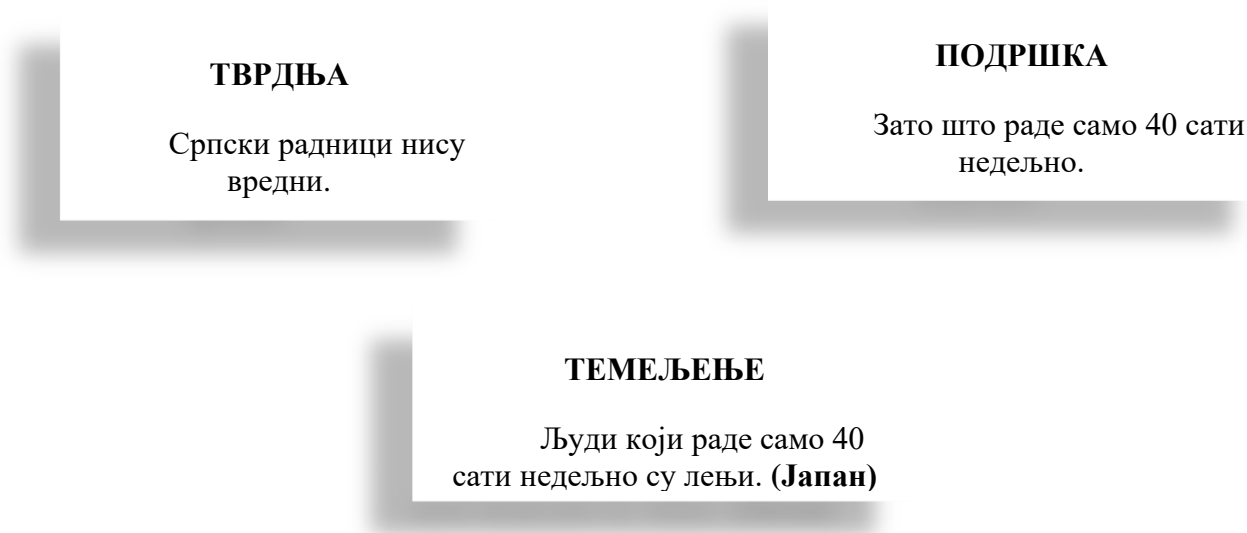 ТВРДЊА
Српски радници нису
вредни.
ПОДРШКА
Зато што раде само 40 сати
недељно.
ТЕМЕЉЕЊЕ
Људи који раде само 40
сати недељно су лењи. (Јапан)